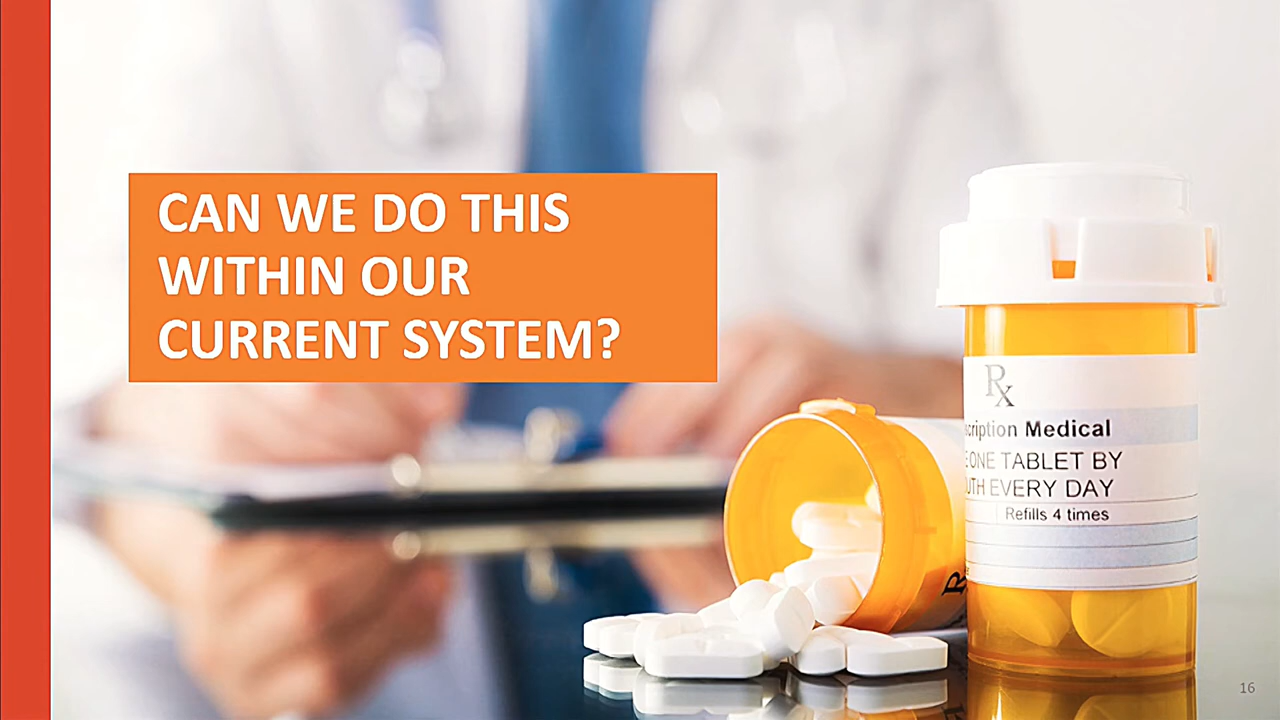 CAN WE DO THIS
WITHIN OUR
CURRENT SYSTEM?
Rx
cription Medical
E ONE TABLET BY
UTH EVERY DAY
Refills 4 times
16